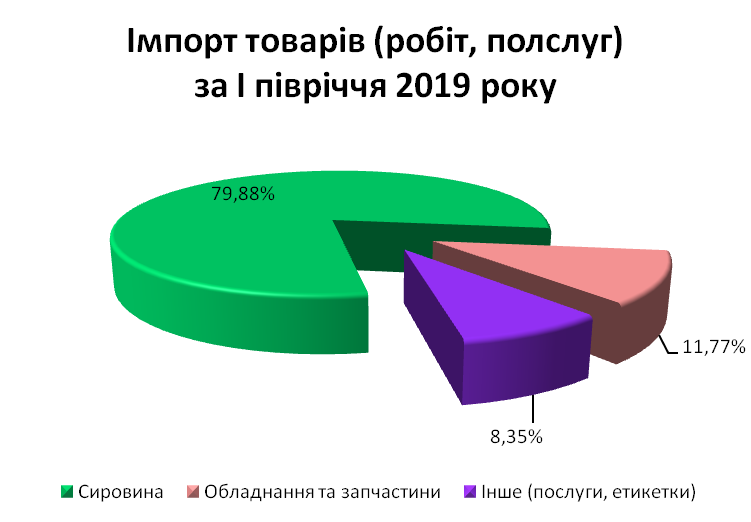 Імпорт товарів (робіт, полслуг)
за І півріччя 2019 року
79,88%
11,77%
8,35%
Сировина Обладнання та запчастини Інше (послуги, етикетки)